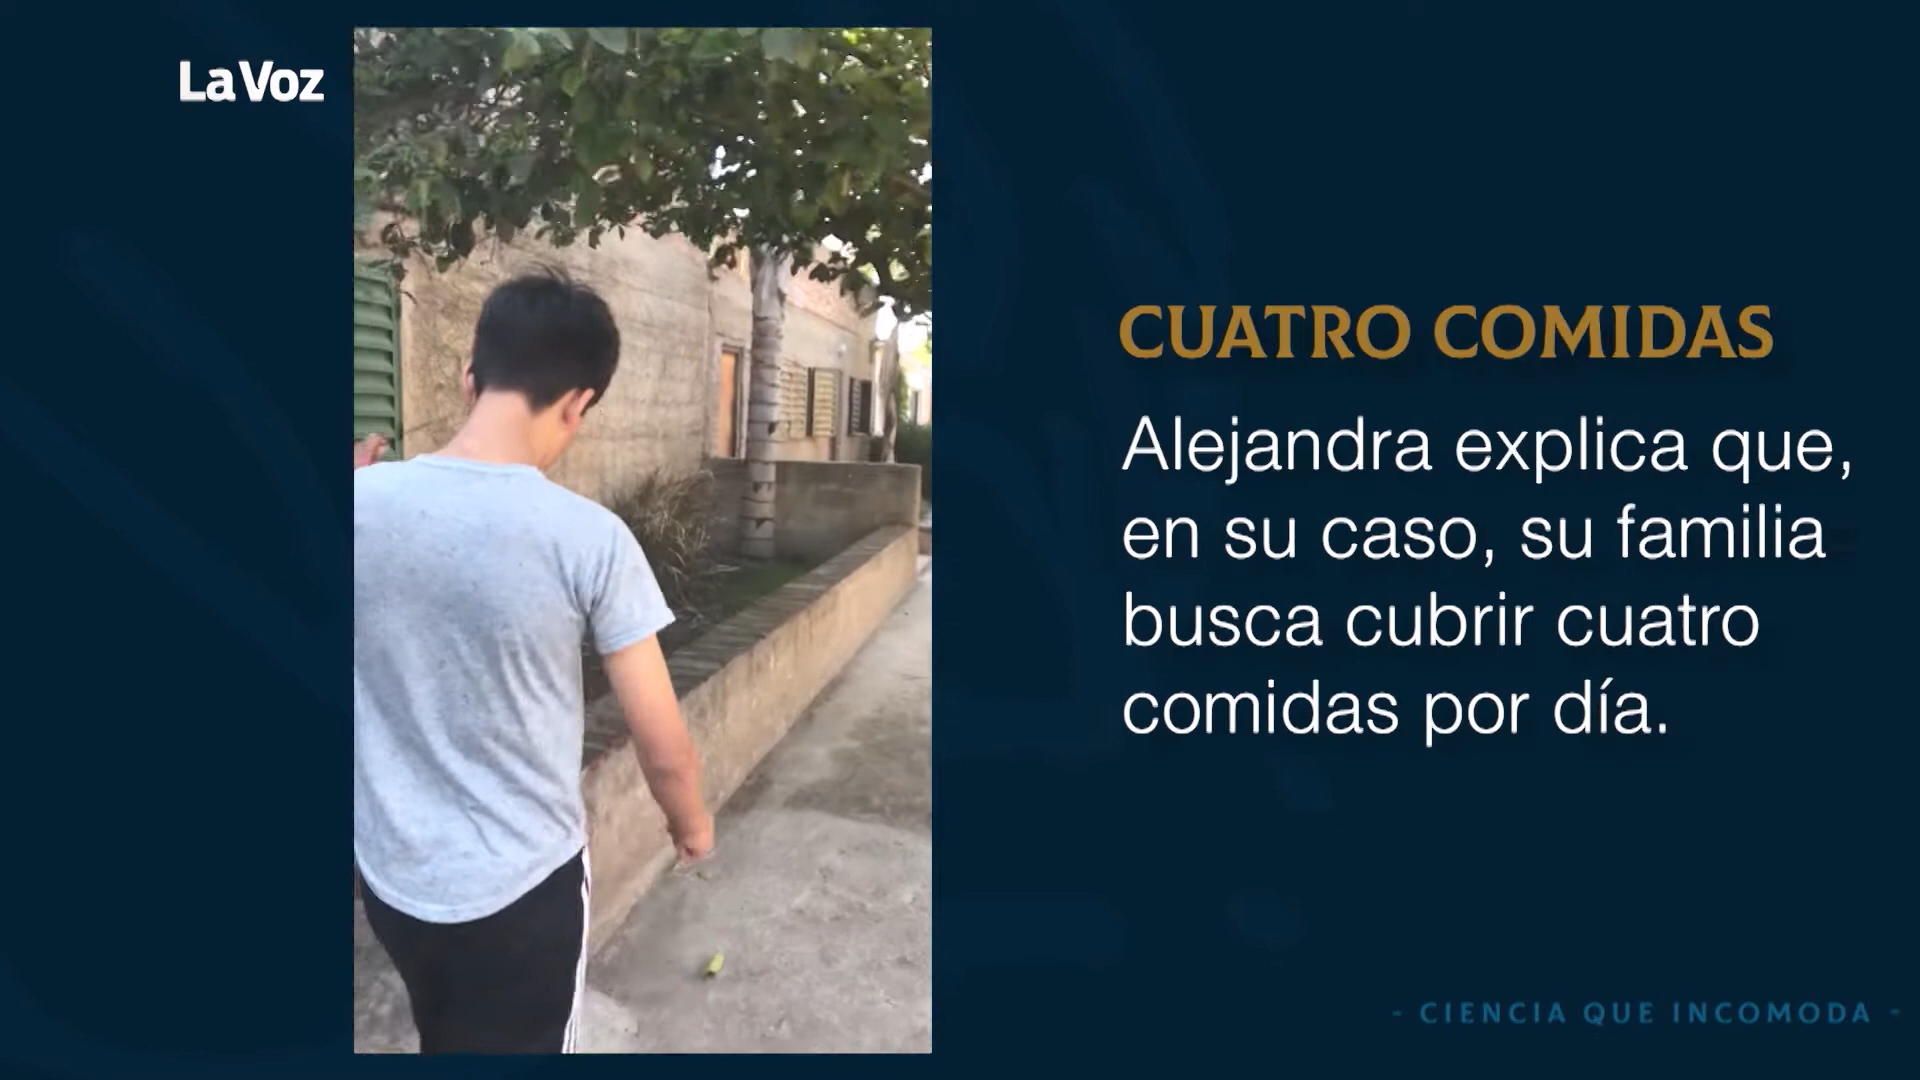 La Voz
CUATRO COMIDAS
Alejandra explica que,
en su caso, su familia
busca cubrir cuatro
comidas por día.
- CIENCIA QUE INCOMODA -